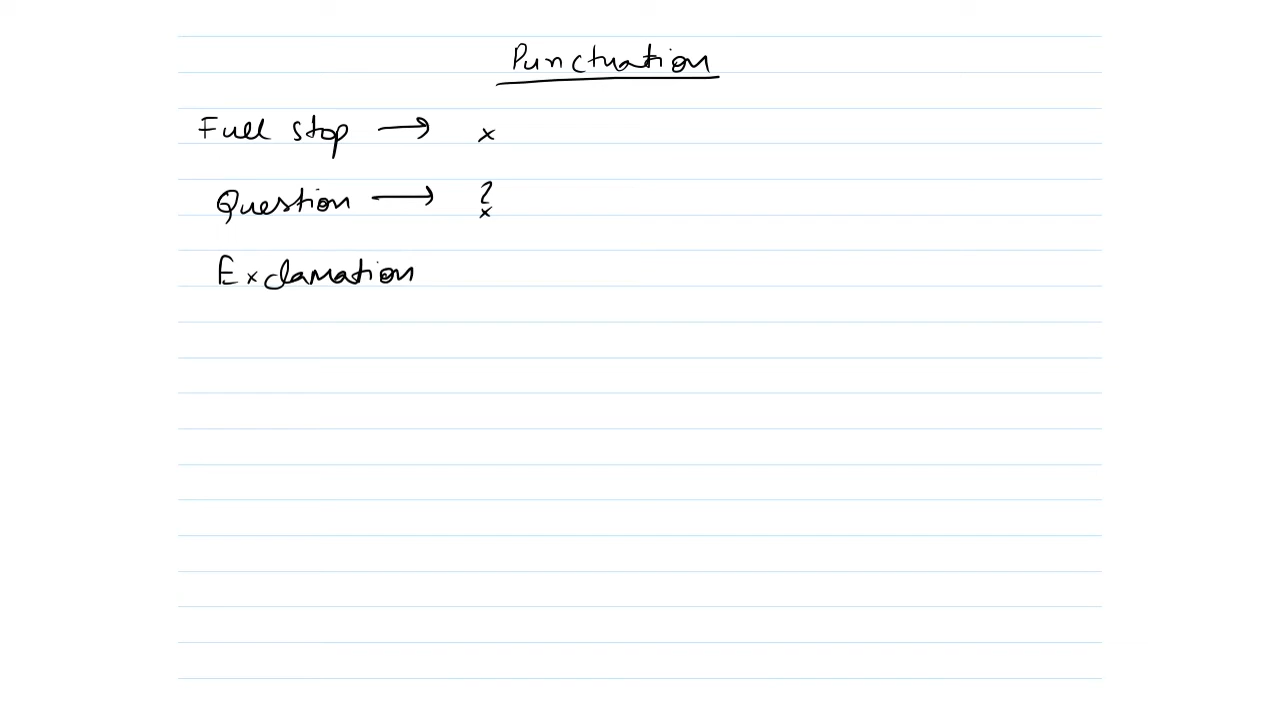 Punctuation
Full stop → x
Question → ?
x
Exclamation